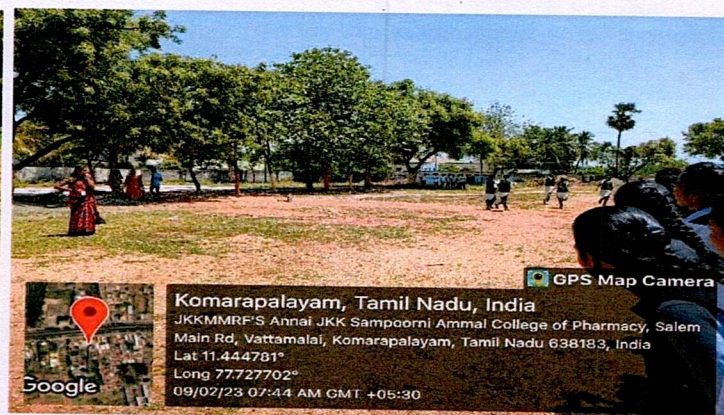 GPS Map Camera
Komarapalayam, Tamil Nadu, India
JKKMMRF'S Annai JKK Sampoorni Ammal College of Pharmacy, Salem
Main Rd, Vattamalai, Komarapalayam, Tamil Nadu 638183, India
Lat 11.444781°
Long 77.727702°
09/02/23 07:44 AM GMT +05:30
Google